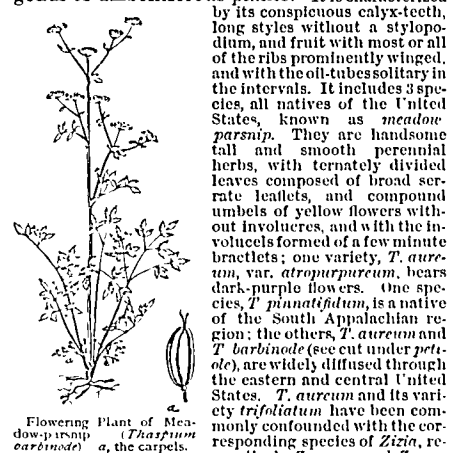 by its conspicuous calyx-teeth,
long styles without a stylopo-
dium, and fruit with most or all
of the ribs prominently winged,
and with the oil-tubes solitary in
the intervals. It includes 3 spe-
cies, all natives of the United
States, known as meadow-
parsnip. They are handsome
tall and smooth perennial
herbs, with ternately divided
leaves composed of broad ser-
rate leaflets, and compound
umbels of yellow flowers with-
out involucres, and with the in-
volucels formed of a few minute
bractlets; one variety, T. aure-
um, var. atropurpureum, bears
dark-purple flowers. One spe-
cies, T pinnatifidum, is a native
of the South Appalachian re-
gion; the others, T. aureum and
T barbinode (see cut under peti-
ole), are widely diffused through
the eastern and central United
States. T. aureum and its vari-
ety trifoliatum have been com-
monly confounded with the cor-
responding species of Zizia, re-
a
Flowering Plant of Mea-
dow-parsnip (Thaspium
barbinode) a, the carpels.